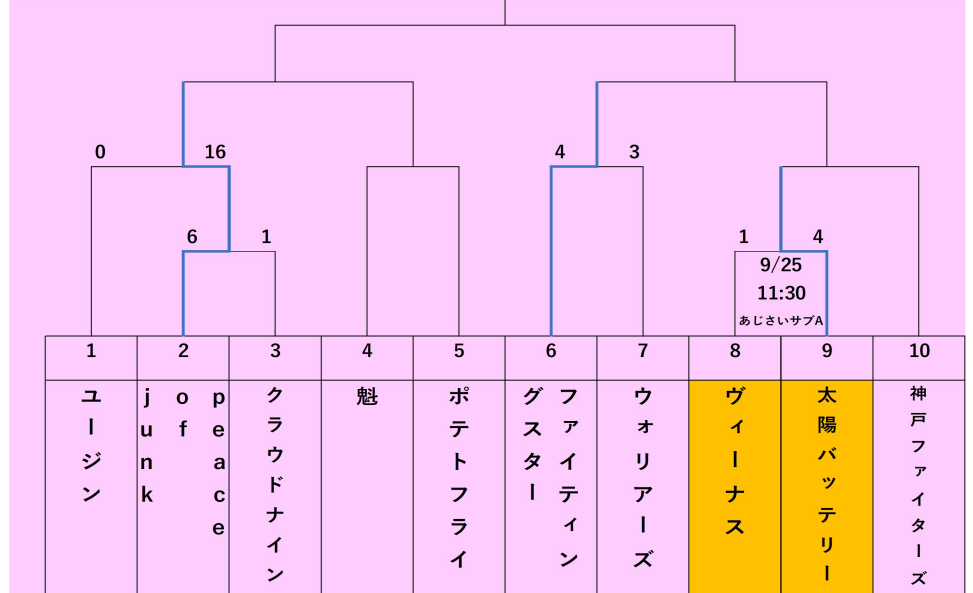 0
16
4
3
6
1
1
4
9/25
11:30
あじさいサブA
1
2
3
4
5
6
7
8
9
10
ユージン
peace
of
junk
クラウドナイン
魁
ポテトフライ
ファイティン
グスター
ウォリアーズ
ヴィーナス
太陽バッテリー
神戸ファイターズ